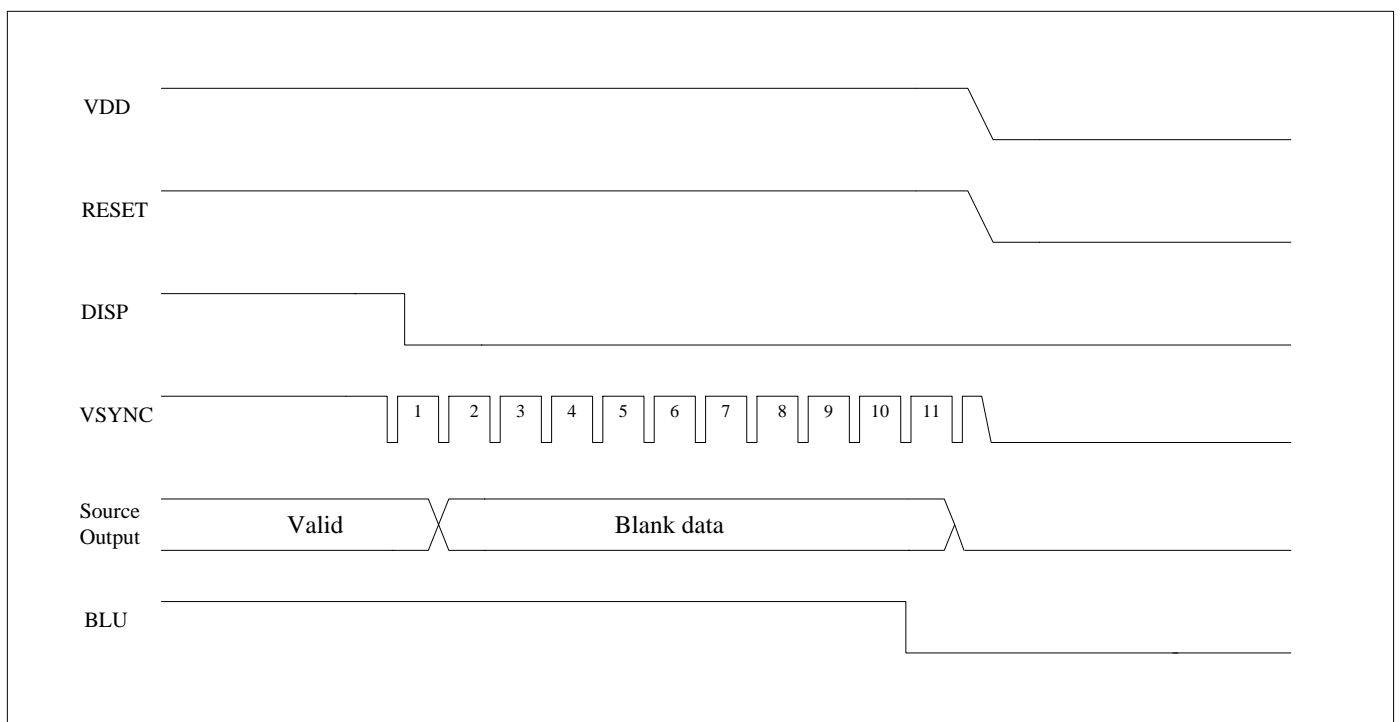 VDD
RESET
DISP
VSYNC
1 2 3 4 5 6 7 8 9 10 11
Source
Output
Valid
Blank data
BLU